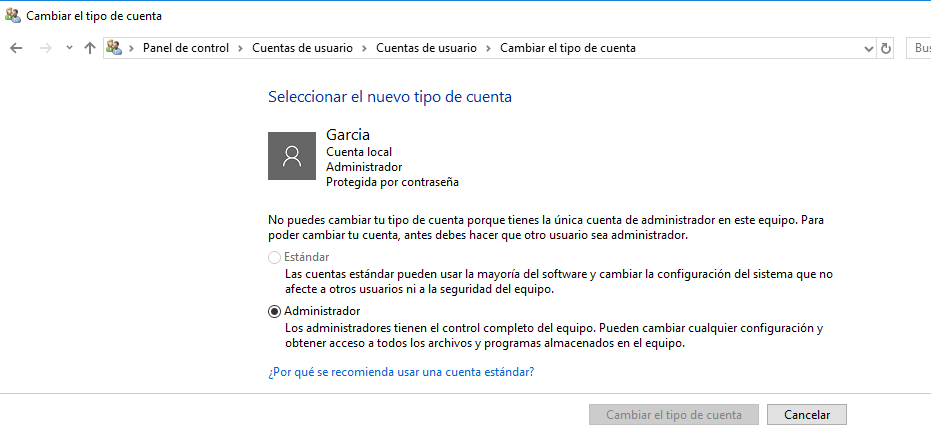 Cambiar el tipo de cuenta
Panel de control Cuentas de usuario Cuentas de usuario Cambiar el tipo de cuenta
Seleccionar el nuevo tipo de cuenta
Garcia
Cuenta local
Administrador
Protegida por contraseña
No puedes cambiar tu tipo de cuenta porque tienes la única cuenta de administrador en este equipo. Para
poder cambiar tu cuenta, antes debes hacer que otro usuario sea administrador.
Estándar
Las cuentas estándar pueden usar la mayoría del software y cambiar la configuración del sistema que no
afecte a otros usuarios ni a la seguridad del equipo.
Administrador
Los administradores tienen el control completo del equipo. Pueden cambiar cualquier configuración y
obtener acceso a todos los archivos y programas almacenados en el equipo.
¿Por qué se recomienda usar una cuenta estándar?
Cambiar el tipo de cuenta Cancelar